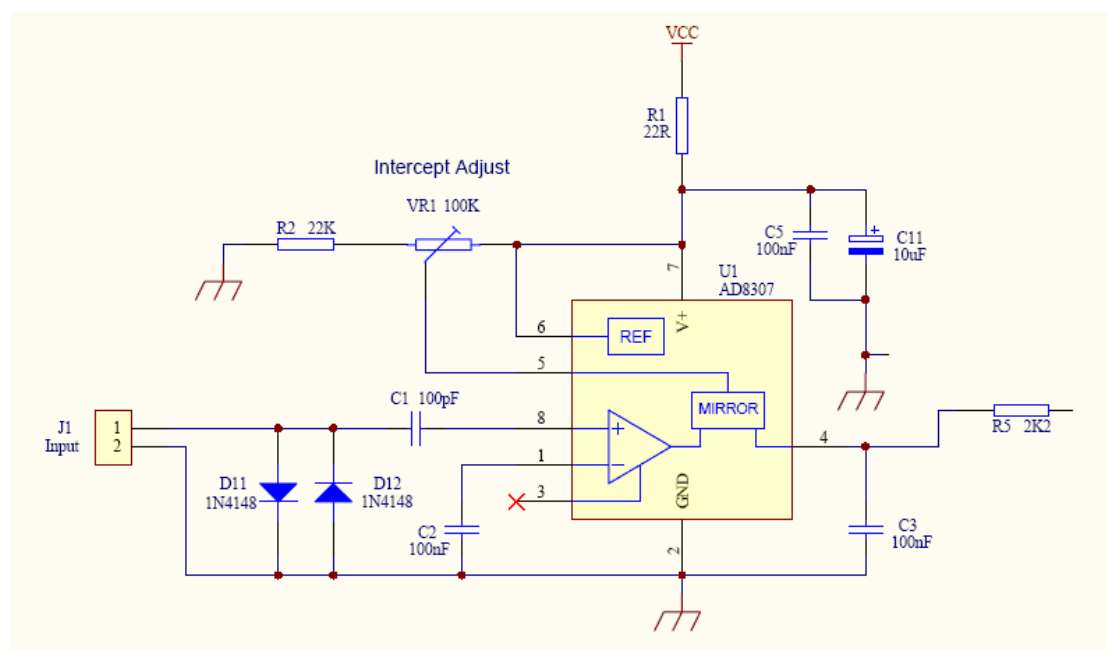 VCC
R1
22R
Intercept Adjust
VR1 100K
R2 22K
C5
100nF
+
C11
10uF
7
U1
AD8307
V+
6
REF
5
C1 100pF
MIRROR
J1
Input
1
2
8
+
4
R5 2K2
1
−
D11
1N4148
D12
1N4148
3
GND
C2
100nF
C3
100nF
2